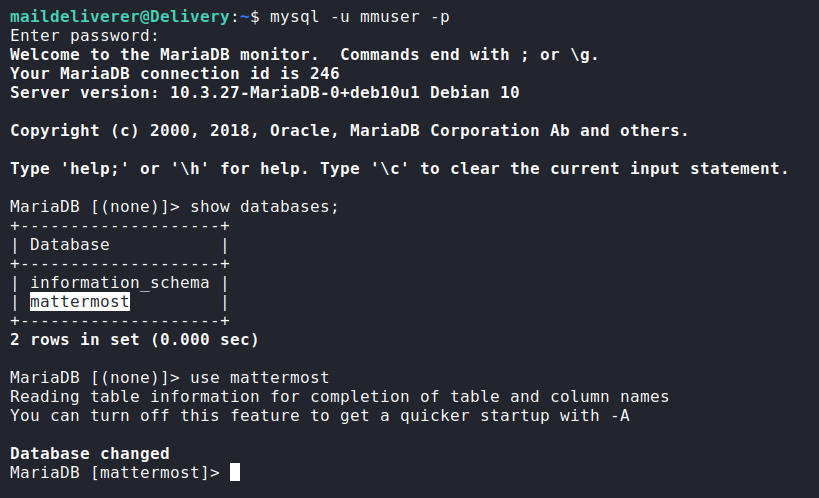 maildeliverer@Delivery:~$ mysql -u mmuser -p
Enter password:
Welcome to the MariaDB monitor.  Commands end with ; or \g.
Your MariaDB connection id is 246
Server version: 10.3.27-MariaDB-0+deb10u1 Debian 10

Copyright (c) 2000, 2018, Oracle, MariaDB Corporation Ab and others.

Type 'help;' or '\h' for help. Type '\c' to clear the current input statement.

MariaDB [(none)]> show databases;
+--------------------+
| Database           |
+--------------------+
| information_schema |
| mattermost         |
+--------------------+
2 rows in set (0.000 sec)

MariaDB [(none)]> use mattermost
Reading table information for completion of table and column names
You can turn off this feature to get a quicker startup with -A

Database changed
MariaDB [mattermost]>